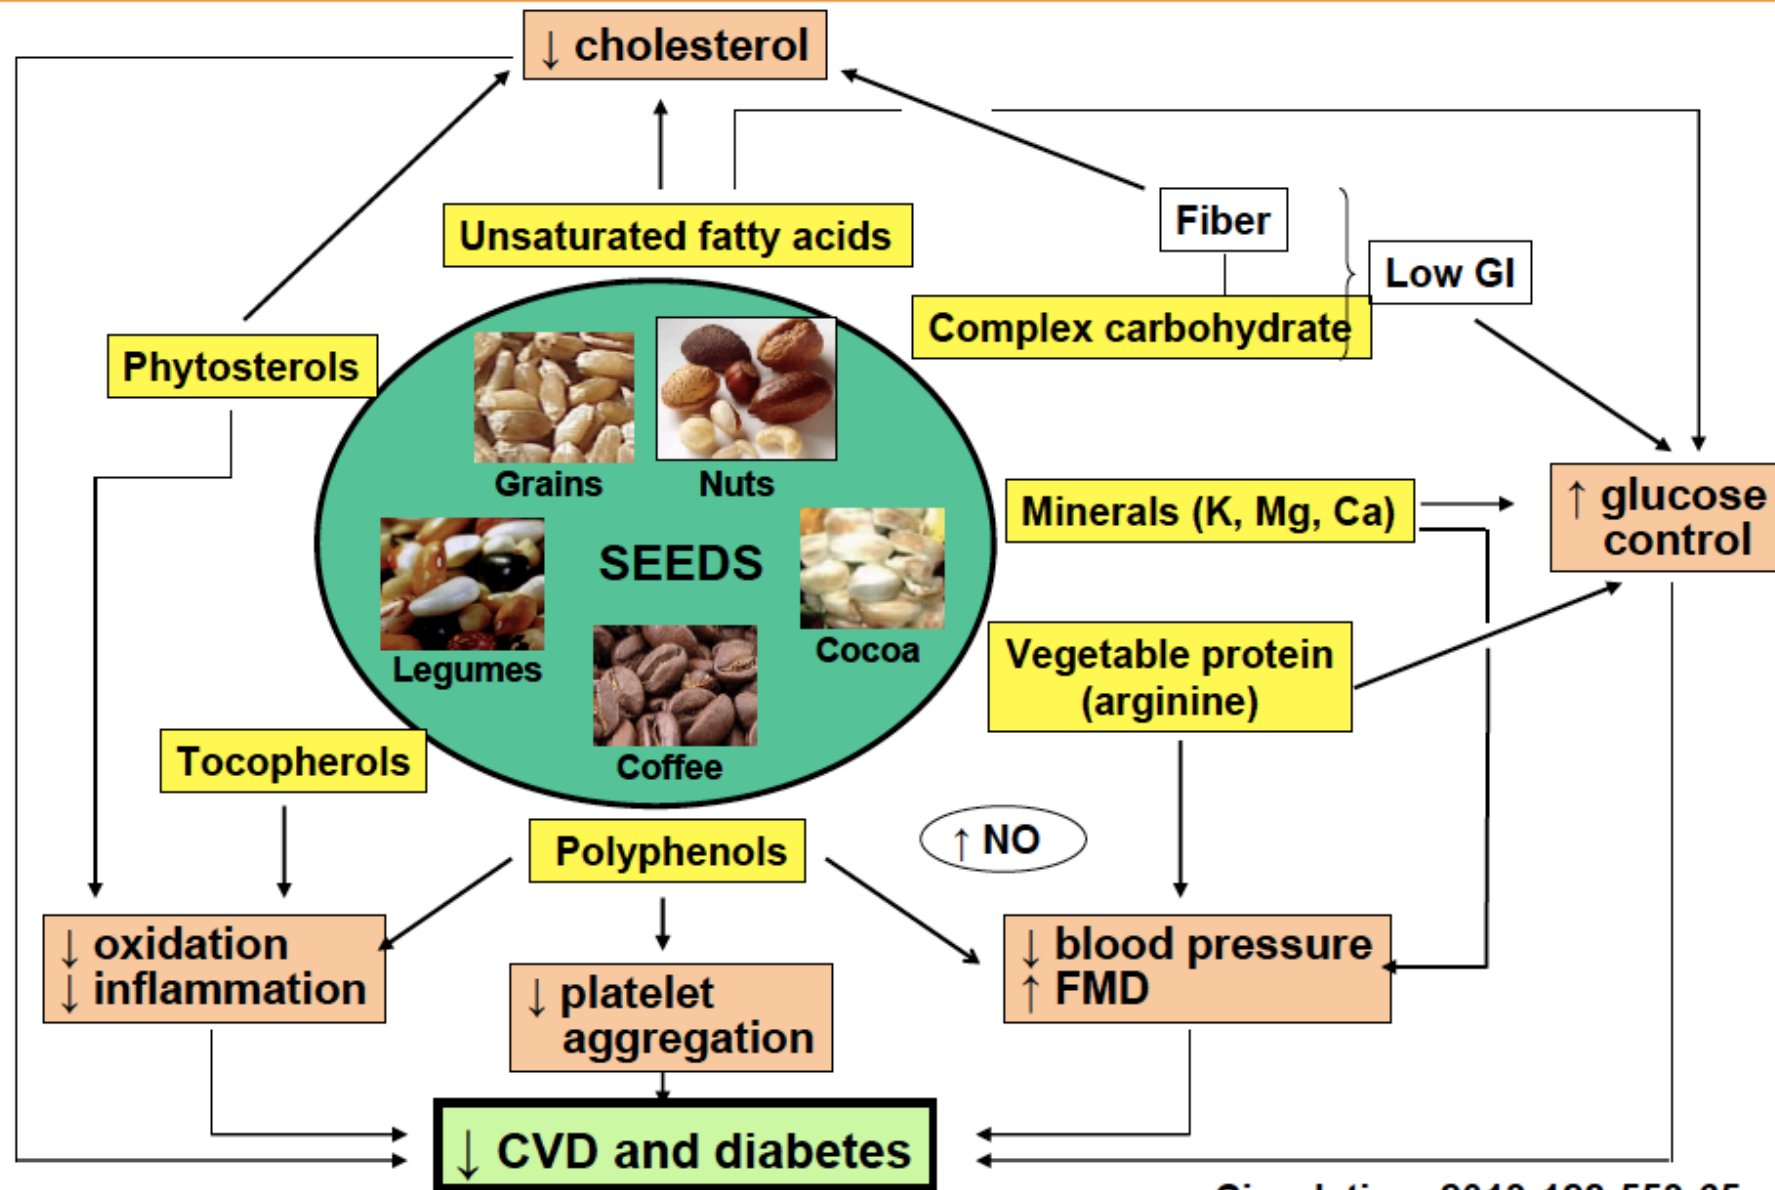 ↓ cholesterol
Unsaturated fatty acids
Fiber
Low GI
Complex carbohydrate
Phytosterols
Grains
Nuts
Minerals (K, Mg, Ca)
↑ glucose
control
SEEDS
Legumes
Cocoa
Vegetable protein
(arginine)
Coffee
Tocopherols
Polyphenols
↑ NO
↓ oxidation
↓ inflammation
↓ platelet
aggregation
↓ blood pressure
↑ FMD
↓ CVD and diabetes